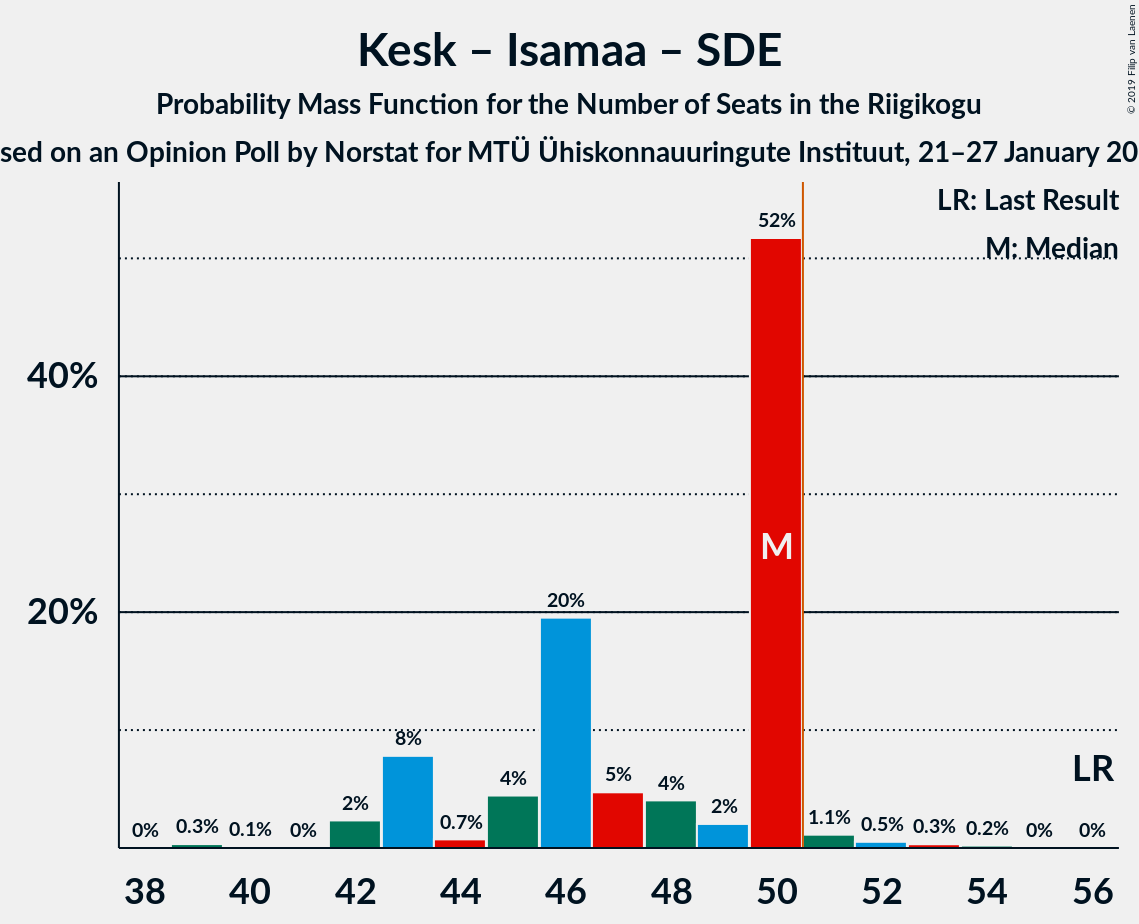 Kesk – Isamaa – SDE
Probability Mass Function for the Number of Seats in the Riigikogu
sed on an Opinion Poll by Norstat for MTÜ Ühiskonnauuringute Instituut, 21–27 January 20
© 2019 Filip van Laenen
LR: Last Result
M: Median
52%
40%
M
20%
20%
8%
LR
5%
4%
4%
2%
2%
1.1%
0.7%
0.5%
0%
0.3%
0.1%
0%
0.3%
0.2%
0%
0%
38 40 42 44 46 48 50 52 54 56